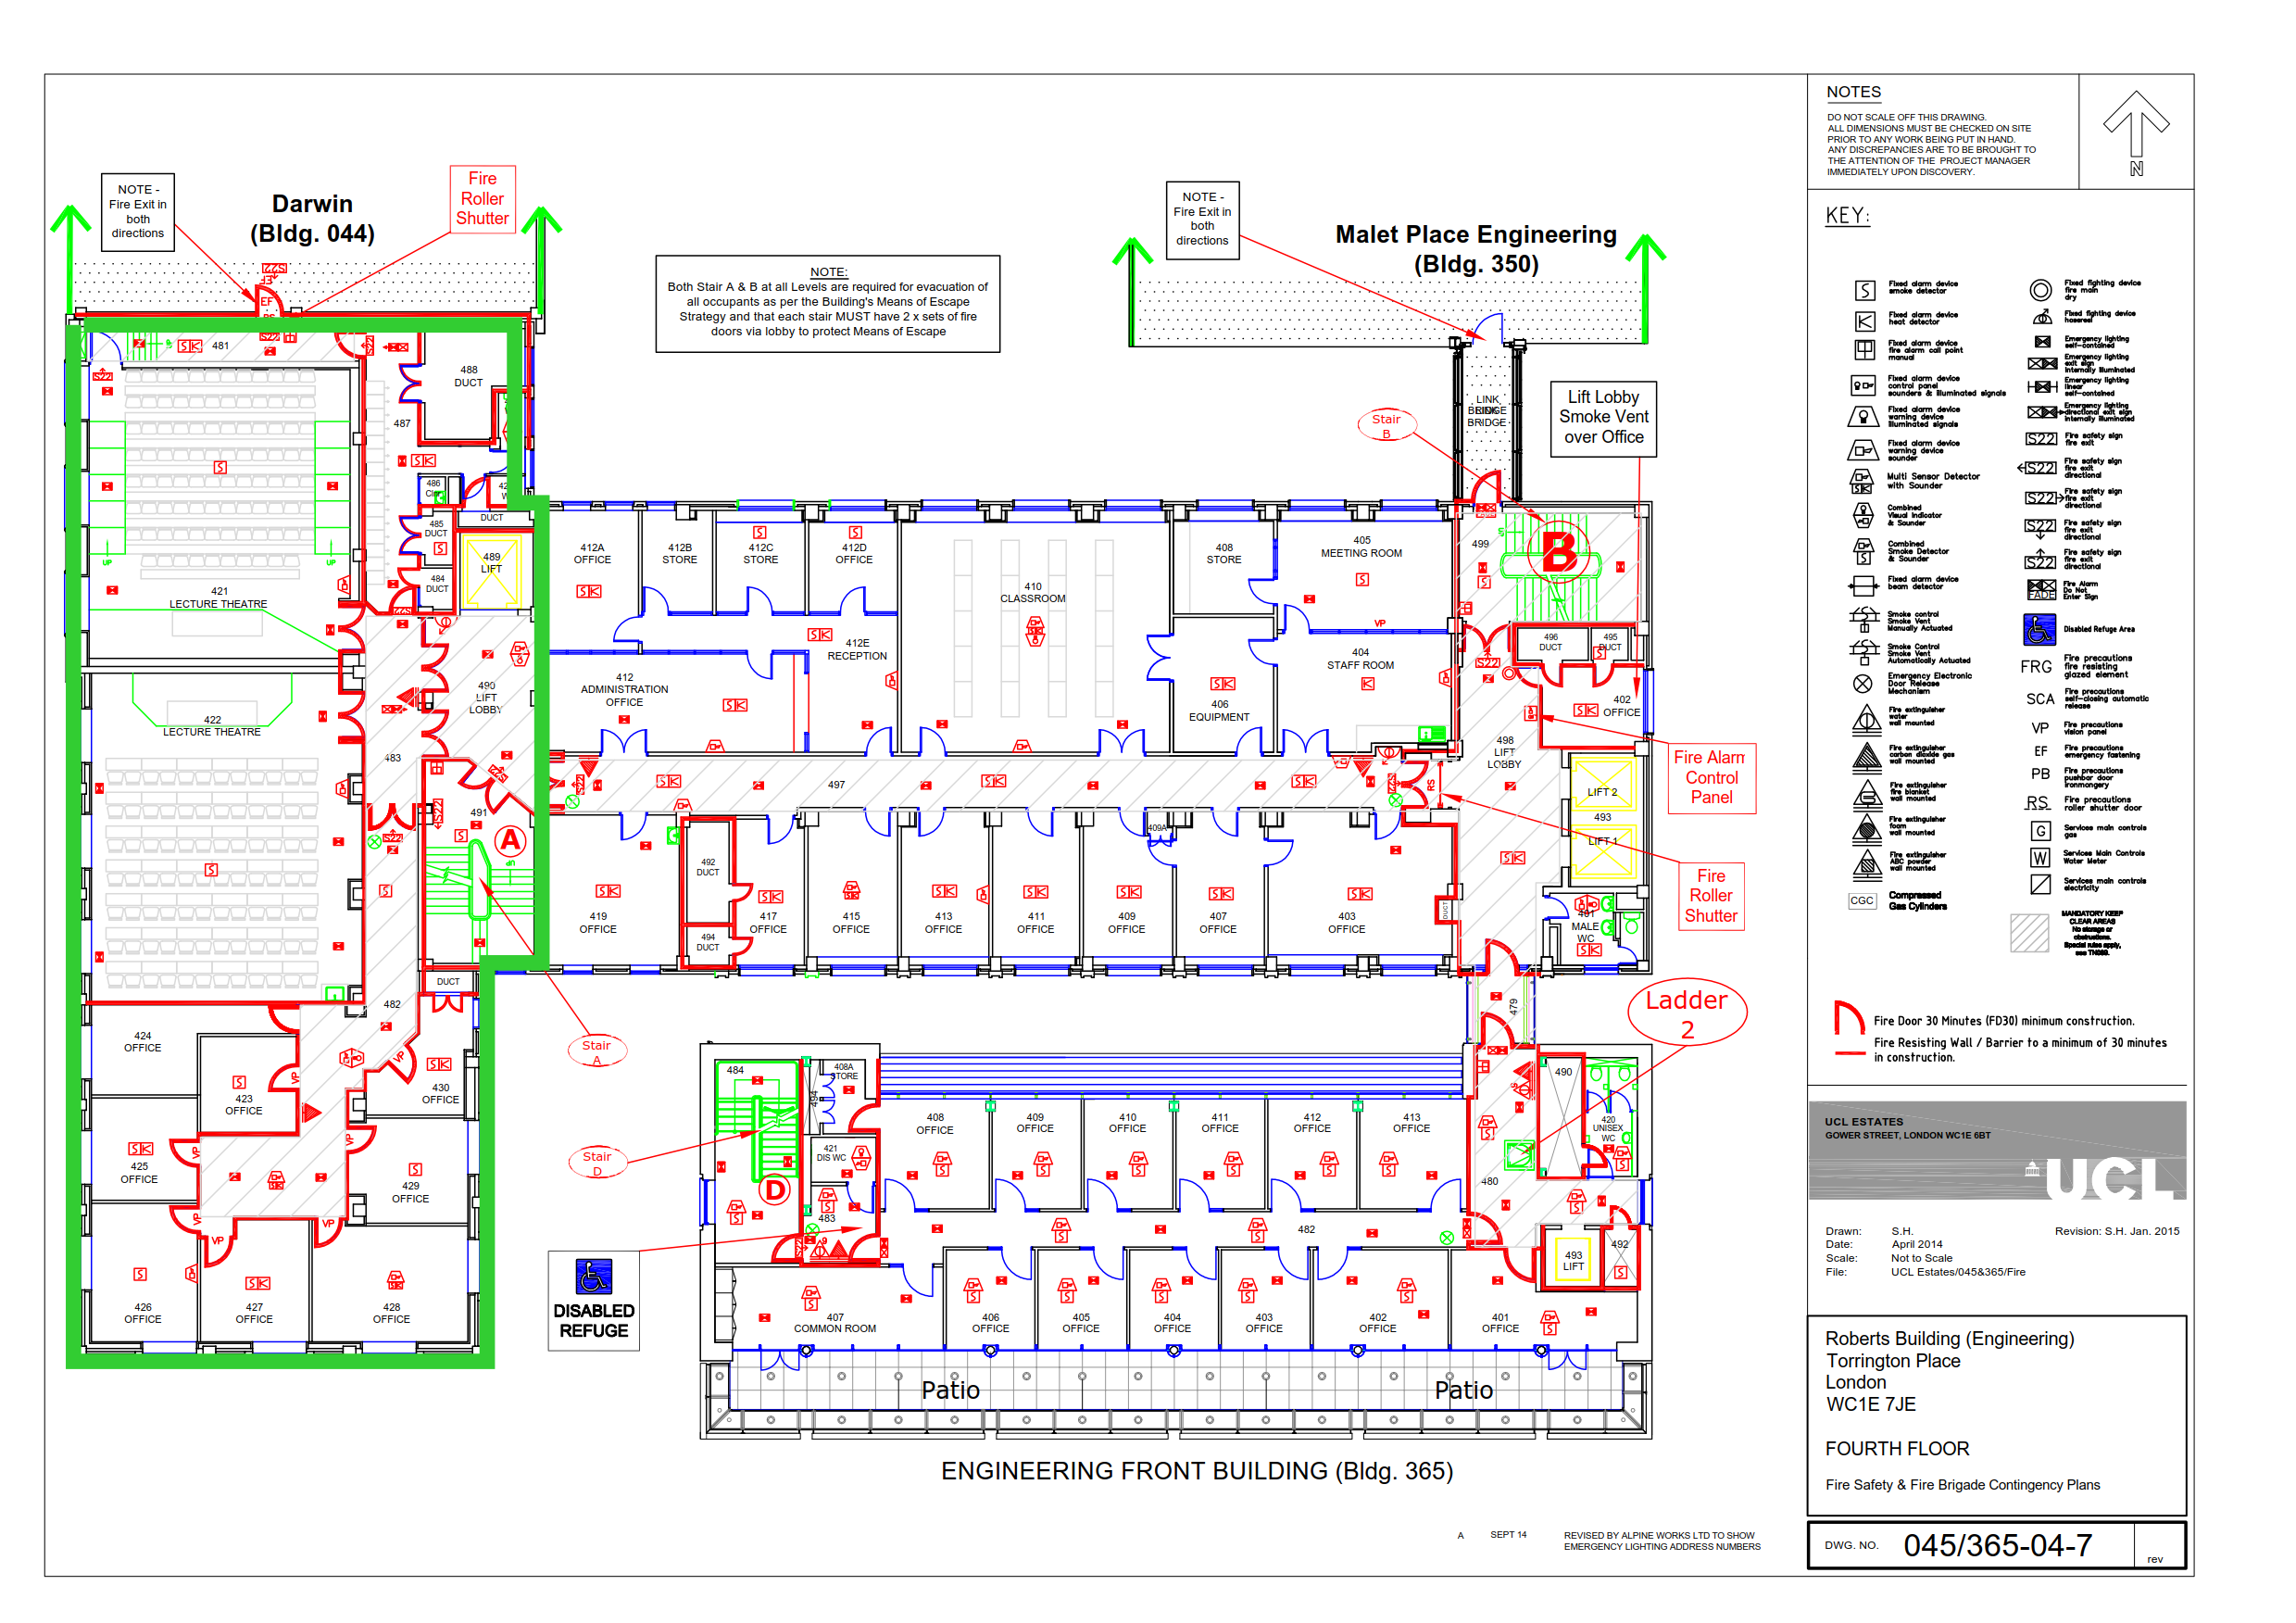 NOTES
DO NOT SCALE OFF THIS DRAWING.
ALL DIMENSIONS MUST BE CHECKED ON SITE
PRIOR TO ANY WORK BEING PUT IN HAND.
ANY DISCREPANCIES ARE TO BE BROUGHT TO
THE ATTENTION OF THE PROJECT MANAGER
IMMEDIATELY UPON DISCOVERY.
N
NOTE -
Fire Exit in
both
directions
Darwin
(Bldg. 044)
Fire
Roller
Shutter
NOTE:
Both Stair A & B at all Levels are required for evacuation of
all occupants as per the Building's Means of Escape
Strategy and that each stair MUST have 2 x sets of fire
doors via lobby to protect Means of Escape
NOTE -
Fire Exit in
both
directions
Malet Place Engineering
(Bldg. 350)
Lift Lobby
Smoke Vent
over Office
Stair
B
LINK
BRIDGE
BRIDGE
EF
481
488
DUCT
487
486
485
DUCT
484
DUCT
DUCT
489
LIFT
421
LECTURE THEATRE
UP
UP
422
LECTURE THEATRE
490
LIFT
LOBBY
483
491
A
482
DUCT
424
OFFICE
423
OFFICE
430
OFFICE
425
OFFICE
429
OFFICE
426
OFFICE
427
OFFICE
428
OFFICE
412A
OFFICE
412B
STORE
412C
STORE
412D
OFFICE
412E
RECEPTION
412
ADMINISTRATION
OFFICE
410
CLASSROOM
408
STORE
405
MEETING ROOM
VP
404
STAFF ROOM
406
EQUIPMENT
499
B
496
DUCT
495
DUCT
402
OFFICE
498
LIFT
LOBBY
LIFT 2
493
LIFT 1
401
MALE
WC
497
RS
419
OFFICE
492
DUCT
494
DUCT
417
OFFICE
415
OFFICE
413
OFFICE
411
OFFICE
409A
409
OFFICE
407
OFFICE
403
OFFICE
DUCT
Fire Alarm
Control
Panel
Fire
Roller
Shutter
Ladder
2
Stair
A
Stair
D
479
484
408A
STORE
494
421
DIS WC
D
483
408
OFFICE
409
OFFICE
410
OFFICE
411
OFFICE
412
OFFICE
413
OFFICE
490
420
UNISEX
WC
480
482
493
LIFT
492
407
COMMON ROOM
406
OFFICE
405
OFFICE
404
OFFICE
403
OFFICE
402
OFFICE
401
OFFICE
DISABLED
REFUGE
Patio
Patio
ENGINEERING FRONT BUILDING (Bldg. 365)
A SEPT 14 REVISED BY ALPINE WORKS LTD TO SHOW
EMERGENCY LIGHTING ADDRESS NUMBERS
KEY:
Fixed alarm device
smoke detector
Fixed alarm device
heat detector
Fixed alarm device
fire alarm call point
manual
Fixed alarm device
control panel
sounders & illuminated signals
Fixed alarm device
warning device
illuminated signals
Fixed alarm device
warning device
sounder
Multi Sensor Detector
with Sounder
Combined
Visual Indicator
& Sounder
Combined
Smoke Detector
& Sounder
Fixed alarm device
beam detector
Smoke control
Smoke Vent
Manually Actuated
Smoke Control
Smoke Vent
Automatically Actuated
Emergency Electronic
Door Release
Mechanism
Fire extinguisher
water
wall mounted
Fire extinguisher
carbon dioxide gas
wall mounted
Fire extinguisher
fire blanket
wall mounted
Fire extinguisher
foam
wall mounted
Fire extinguisher
ABC powder
wall mounted
CGC Compressed
Gas Cylinders
Fixed fighting device
fire main
dry
Fixed fighting device
hosereel
Emergency lighting
self-contained
Emergency lighting
exit sign
internally illuminated
Emergency lighting
linear
self-contained
Emergency lighting
directional exit sign
internally illuminated
S22 Fire safety sign
fire exit
S22 Fire safety sign
fire exit
directional
S22 Fire safety sign
fire exit
directional
S22 Fire safety sign
fire exit
directional
S22 Fire safety sign
fire exit
directional
FADE Fire Alarm
Do Not
Enter Sign
Disabled Refuge Area
FRG Fire precautions
fire resisting
glazed element
SCA Fire precautions
self-closing automatic
release
VP Fire precautions
vision panel
EF Fire precautions
emergency fastening
PB Fire precautions
pushbar door
ironmongery
RS Fire precautions
roller shutter door
G Services main controls
gas
W Services Main Controls
Water Meter
Services main controls
electricity
MANDATORY KEEP
CLEAR AREAS
No storage or
obstructions.
Special rules apply,
see TN088.
Fire Door 30 Minutes (FD30) minimum construction.
Fire Resisting Wall / Barrier to a minimum of 30 minutes
in construction.
UCL ESTATES
GOWER STREET, LONDON WC1E 6BT
UCL
Drawn: S.H. Revision: S.H. Jan. 2015
Date: April 2014
Scale: Not to Scale
File: UCL Estates/045&365/Fire
Roberts Building (Engineering)
Torrington Place
London
WC1E 7JE
FOURTH FLOOR
Fire Safety & Fire Brigade Contingency Plans
DWG. NO. 045/365-04-7 rev